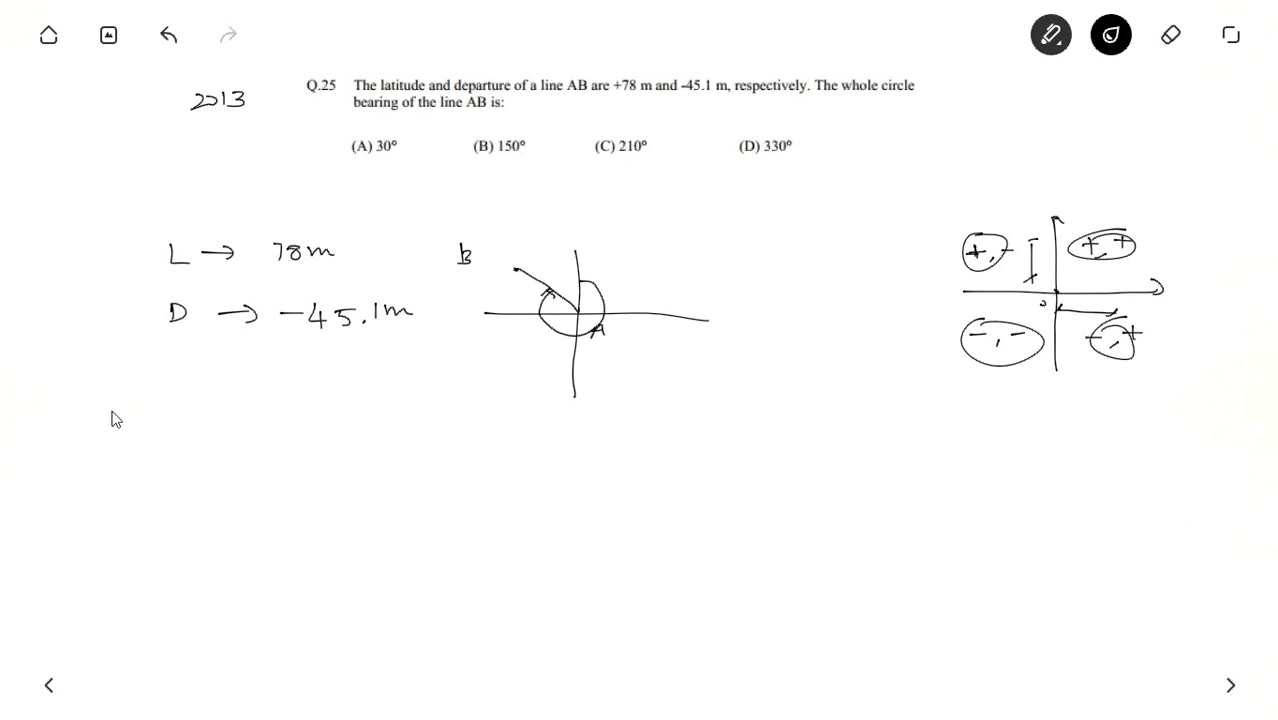 2013
Q.25 The latitude and departure of a line AB are +78 m and -45.1 m, respectively. The whole circle
bearing of the line AB is:
(A) 30° (B) 150° (C) 210° (D) 330°
L → 78m
D → -45.1m
B
A
+,- +,+
-,- -,+